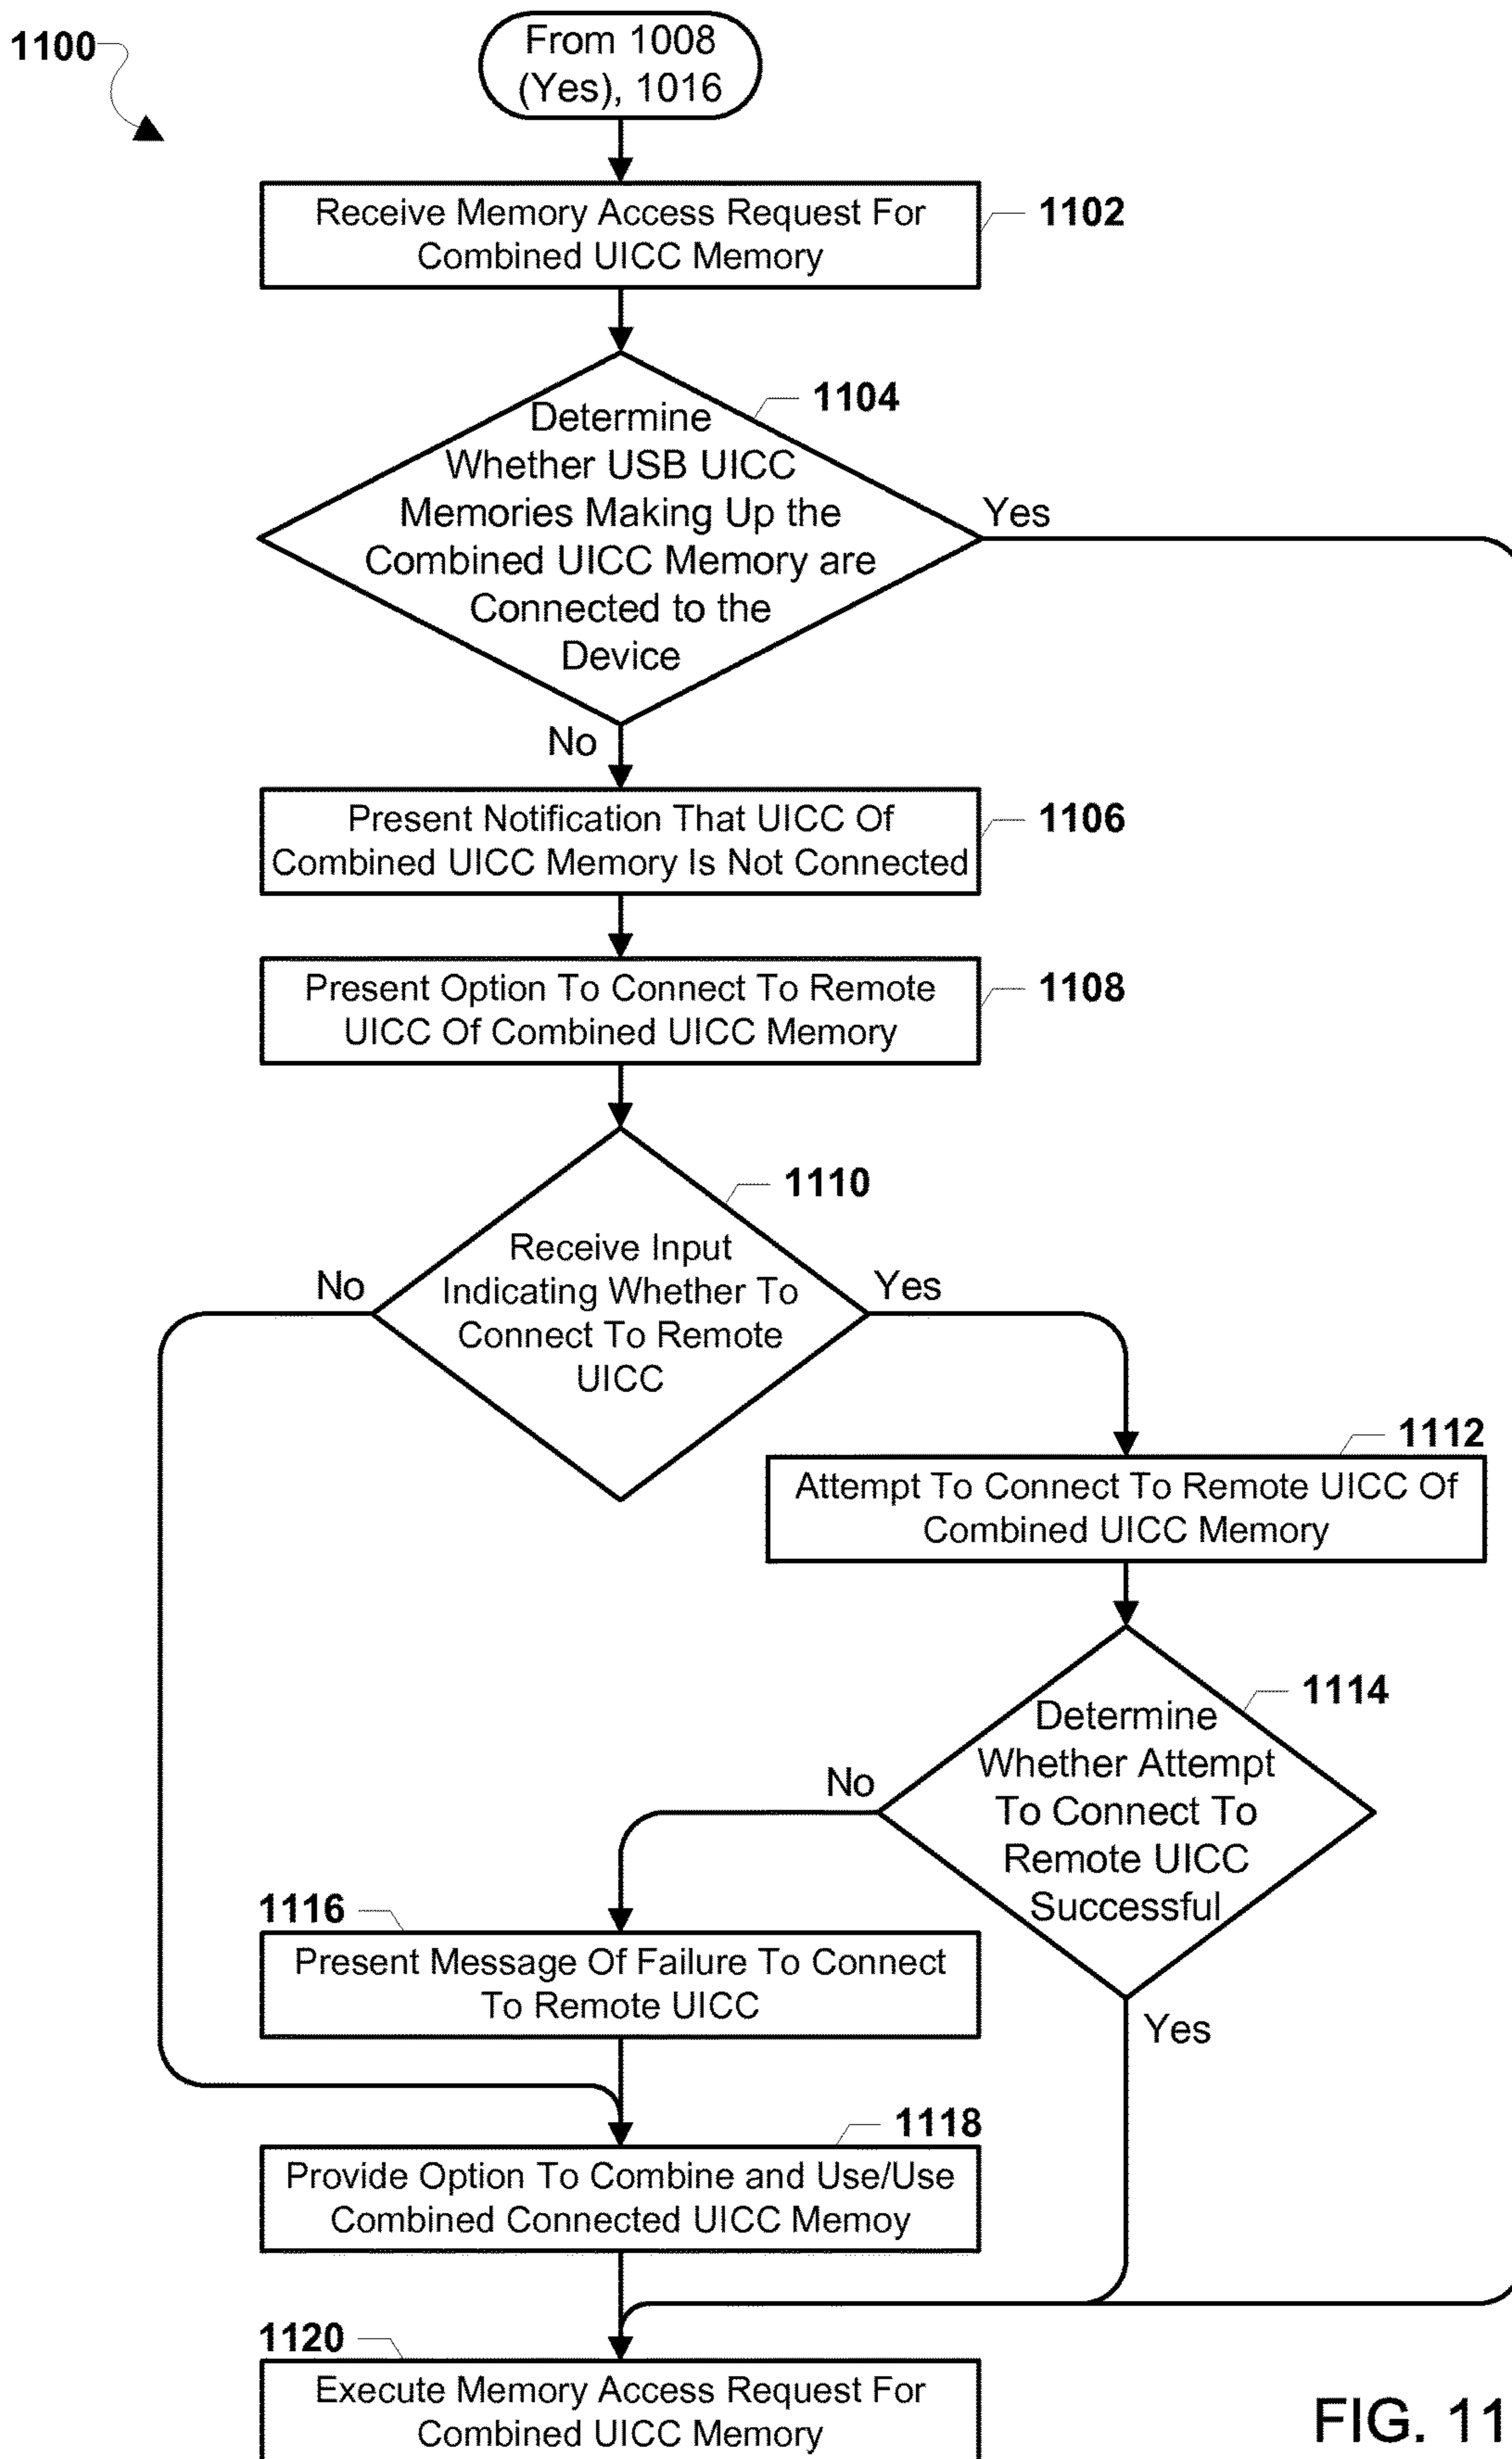 1100
From 1008
(Yes), 1016
Receive Memory Access Request For
Combined UICC Memory
1102
1104
Determine
Whether USB UICC
Memories Making Up the
Combined UICC Memory are
Connected to the
Device
Yes
No
Present Notification That UICC Of
Combined UICC Memory Is Not Connected
1106
Present Option To Connect To Remote
UICC Of Combined UICC Memory
1108
1110
Receive Input
Indicating Whether To
Connect To Remote
UICC
No
Yes
1112
Attempt To Connect To Remote UICC Of
Combined UICC Memory
1114
Determine
Whether Attempt
To Connect To
Remote UICC
Successful
No
Yes
1116
Present Message Of Failure To Connect
To Remote UICC
1118
Provide Option To Combine and Use/Use
Combined Connected UICC Memoy
1120
Execute Memory Access Request For
Combined UICC Memory
FIG. 11